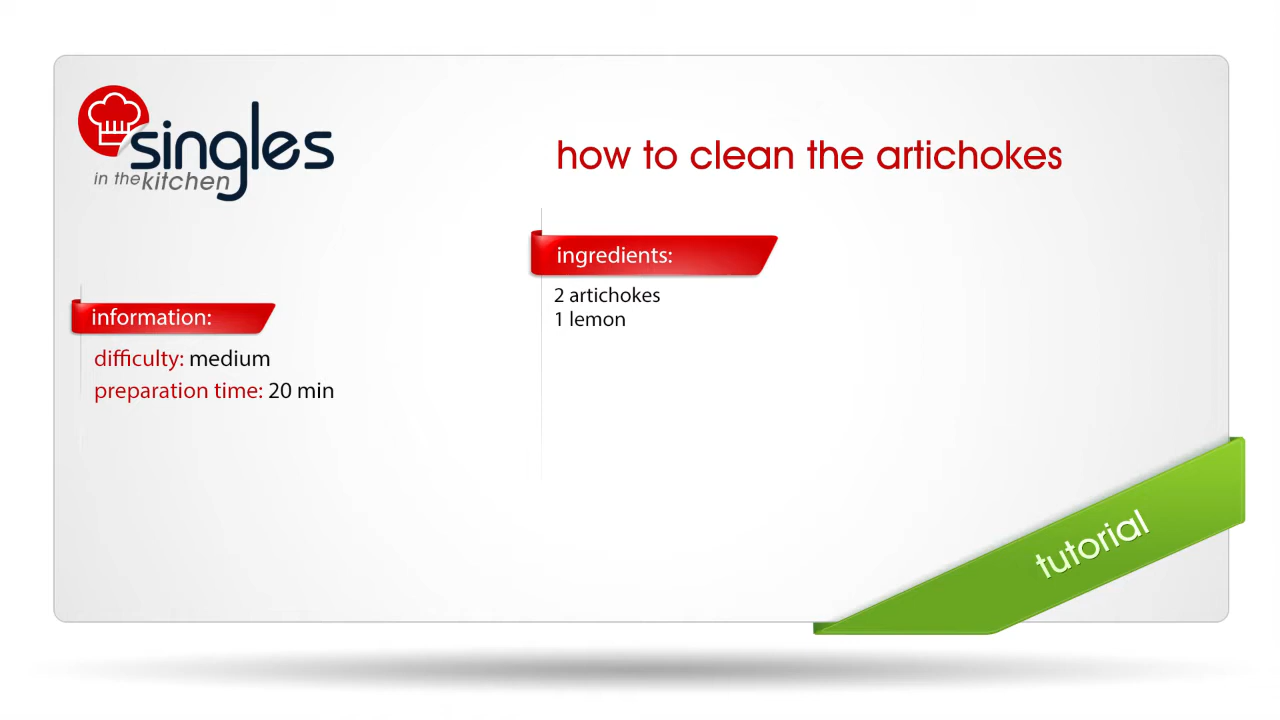 singles
in the kitchen
how to clean the artichokes
information:
difficulty: medium
preparation time: 20 min
ingredients:
2 artichokes
1 lemon
tutorial